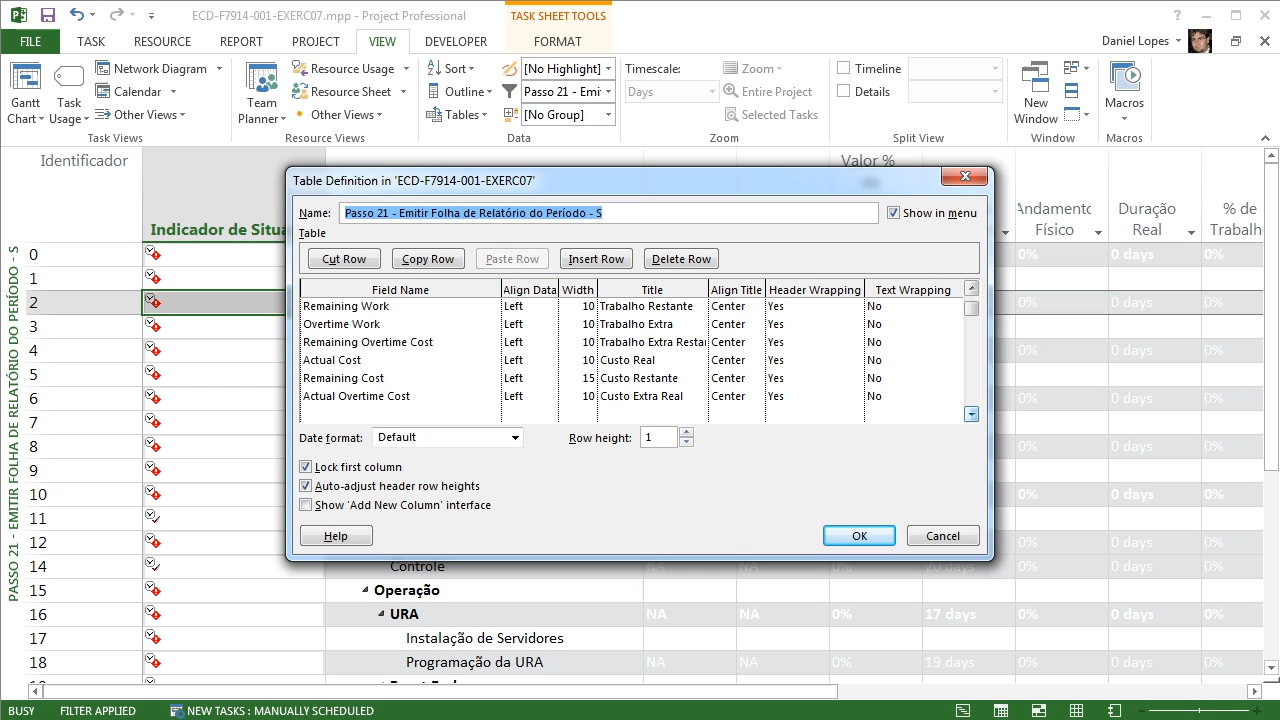 ECD-F7914-001-EXERC07.mpp - Project Professional
TASK SHEET TOOLS
FILE TASK RESOURCE REPORT PROJECT VIEW DEVELOPER FORMAT
Daniel Lopes
Gantt Chart
Task Usage
Network Diagram
Calendar
Other Views
Task Views
Team Planner
Resource Usage
Resource Sheet
Other Views
Resource Views
Sort
Outline
Tables
[No Highlight]
Passo 21 - Emi
[No Group]
Data
Timescale:
Days
Zoom
Entire Project
Selected Tasks
Zoom
Timeline
Details
Split View
New Window
Window
Macros
Macros
Identificador
Indicador de Situa
Valor %
da
Andamento Físico
Duração Real
% de Trabalh
PASSO 21 - EMITIR FOLHA DE RELATÓRIO DO PERÍODO - S
Table Definition in 'ECD-F7914-001-EXERC07'
Name: Passo 21 - Emitir Folha de Relatório do Período - S
Show in menu
Table
Cut Row Copy Row Paste Row Insert Row Delete Row
Field Name Align Data Width Title Align Title Header Wrapping Text Wrapping
Remaining Work Left 10 Trabalho Restante Center Yes No
Overtime Work Left 10 Trabalho Extra Center Yes No
Remaining Overtime Cost Left 10 Trabalho Extra Resta Center Yes No
Actual Cost Left 10 Custo Real Center Yes No
Remaining Cost Left 15 Custo Restante Center Yes No
Actual Overtime Cost Left 10 Custo Extra Real Center Yes No
Date format: Default
Row height: 1
Lock first column
Auto-adjust header row heights
Show 'Add New Column' interface
Help OK Cancel
0 0% 0 days 0%
1
2 0% 0 days 0%
3
4 0% 0 days 0%
5
6 0% 0 days 0%
7
8 0% 0 days 0%
9
10 0% 0 days 0%
11
12 0% 0 days 0%
14 Controle NA NA 0% 20 days 0% 0 days 0%
15 Operação
16 URA NA NA 0% 17 days 0% 0 days 0%
17 Instalação de Servidores
18 Programação da URA NA NA 0% 19 days 0% 0 days 0%
BUSY FILTER APPLIED NEW TASKS : MANUALLY SCHEDULED